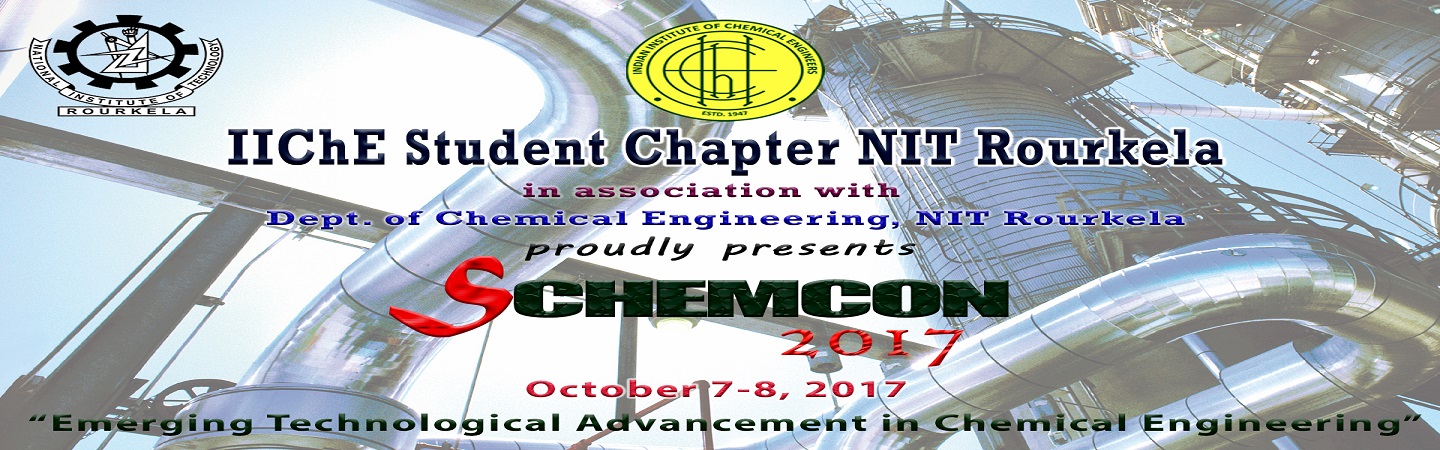 NATIONAL INSTITUTE OF TECHNOLOGY
ROURKELA
INDIAN INSTITUTE OF CHEMICAL ENGINEERS
IIChE
ESTD. 1947
IIChE Student Chapter NIT Rourkela
in association with
Dept. of Chemical Engineering, NIT Rourkela
proudly presents
SCHEMCON
2017
October 7-8, 2017
“Emerging Technological Advancement in Chemical Engineering”